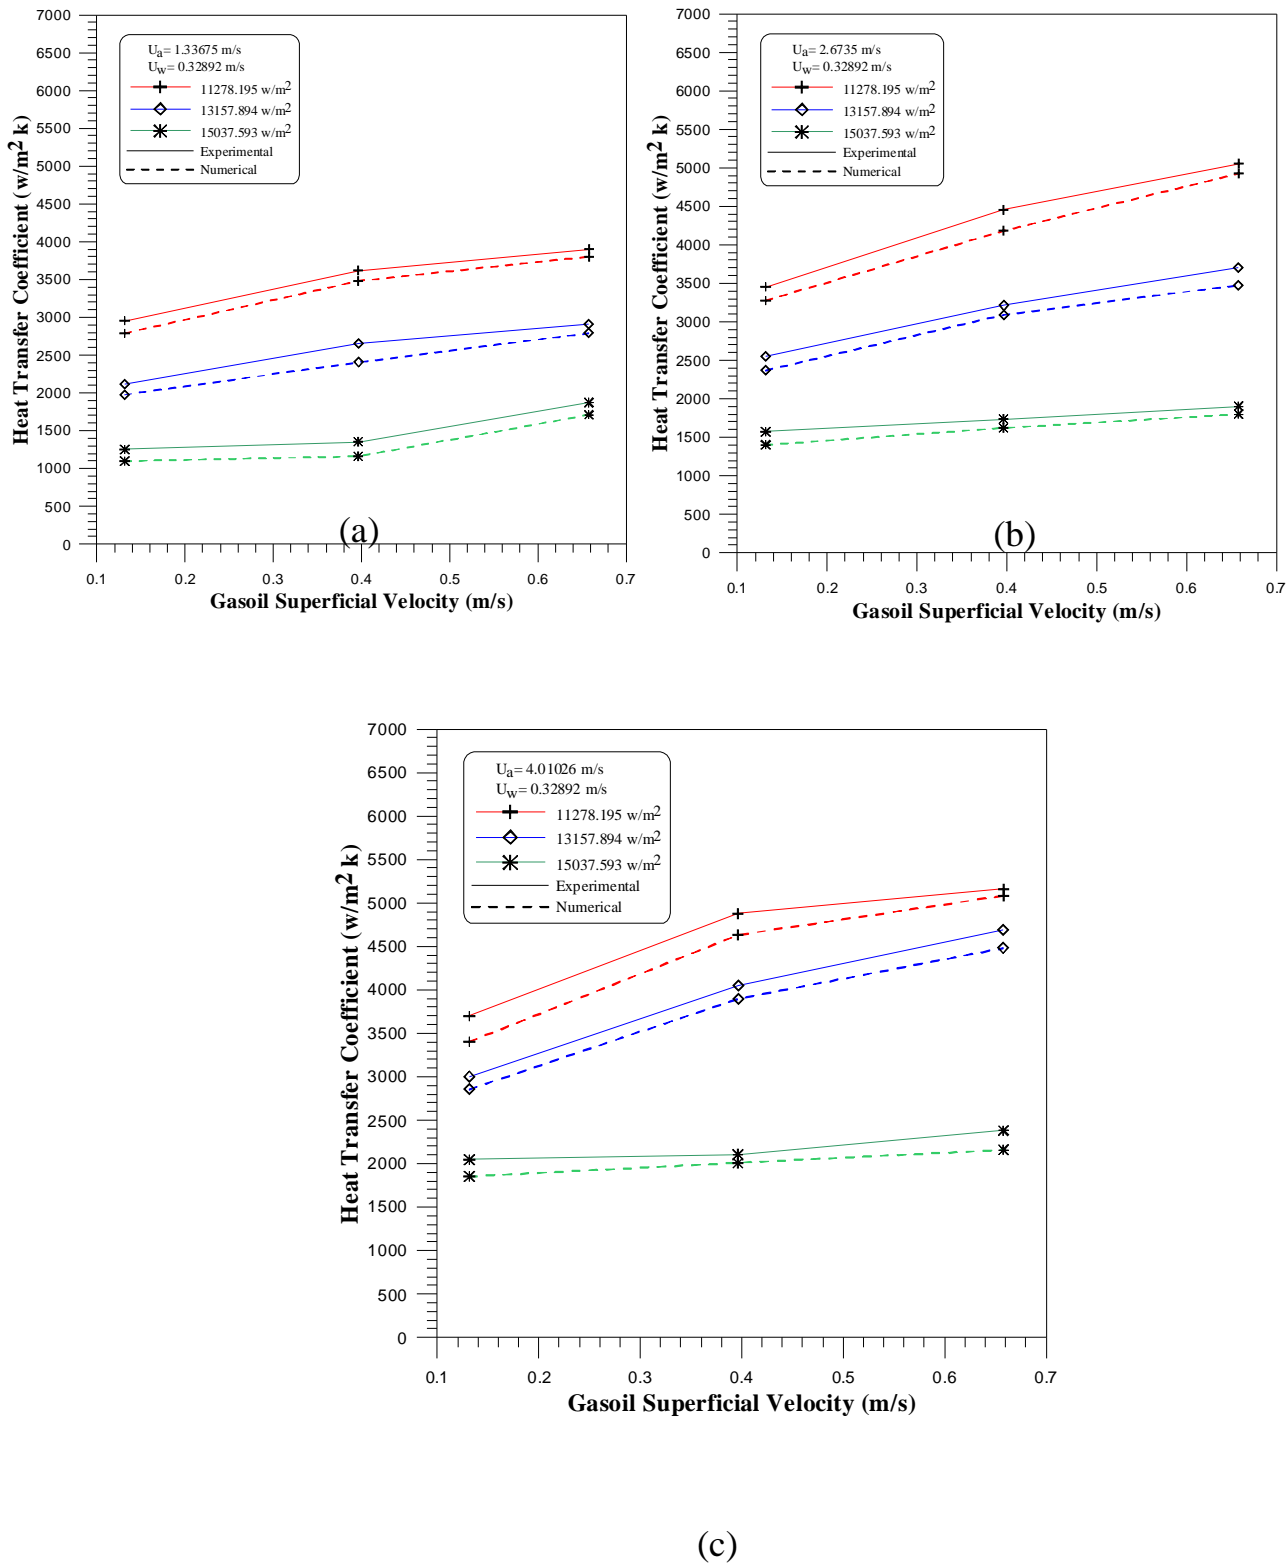 7000
6500
6000
5500
5000
4500
4000
3500
3000
2500
2000
1500
1000
500
0
Heat Transfer Coefficient (w/m2 k)
Ua= 1.33675 m/s
Uw= 0.32892 m/s
11278.195 w/m2
13157.894 w/m2
15037.593 w/m2
Experimental
Numerical
(a)
0.1 0.2 0.3 0.4 0.5 0.6 0.7
Gasoil Superficial Velocity (m/s)
7000
6500
6000
5500
5000
4500
4000
3500
3000
2500
2000
1500
1000
500
0
Heat Transfer Coefficient (w/m2 k)
Ua= 2.6735 m/s
Uw= 0.32892 m/s
11278.195 w/m2
13157.894 w/m2
15037.593 w/m2
Experimental
Numerical
(b)
0.1 0.2 0.3 0.4 0.5 0.6 0.7
Gasoil Superficial Velocity (m/s)
7000
6500
6000
5500
5000
4500
4000
3500
3000
2500
2000
1500
1000
500
0
Heat Transfer Coefficient (w/m2 k)
Ua= 4.01026 m/s
Uw= 0.32892 m/s
11278.195 w/m2
13157.894 w/m2
15037.593 w/m2
Experimental
Numerical
0.1 0.2 0.3 0.4 0.5 0.6 0.7
Gasoil Superficial Velocity (m/s)
(c)